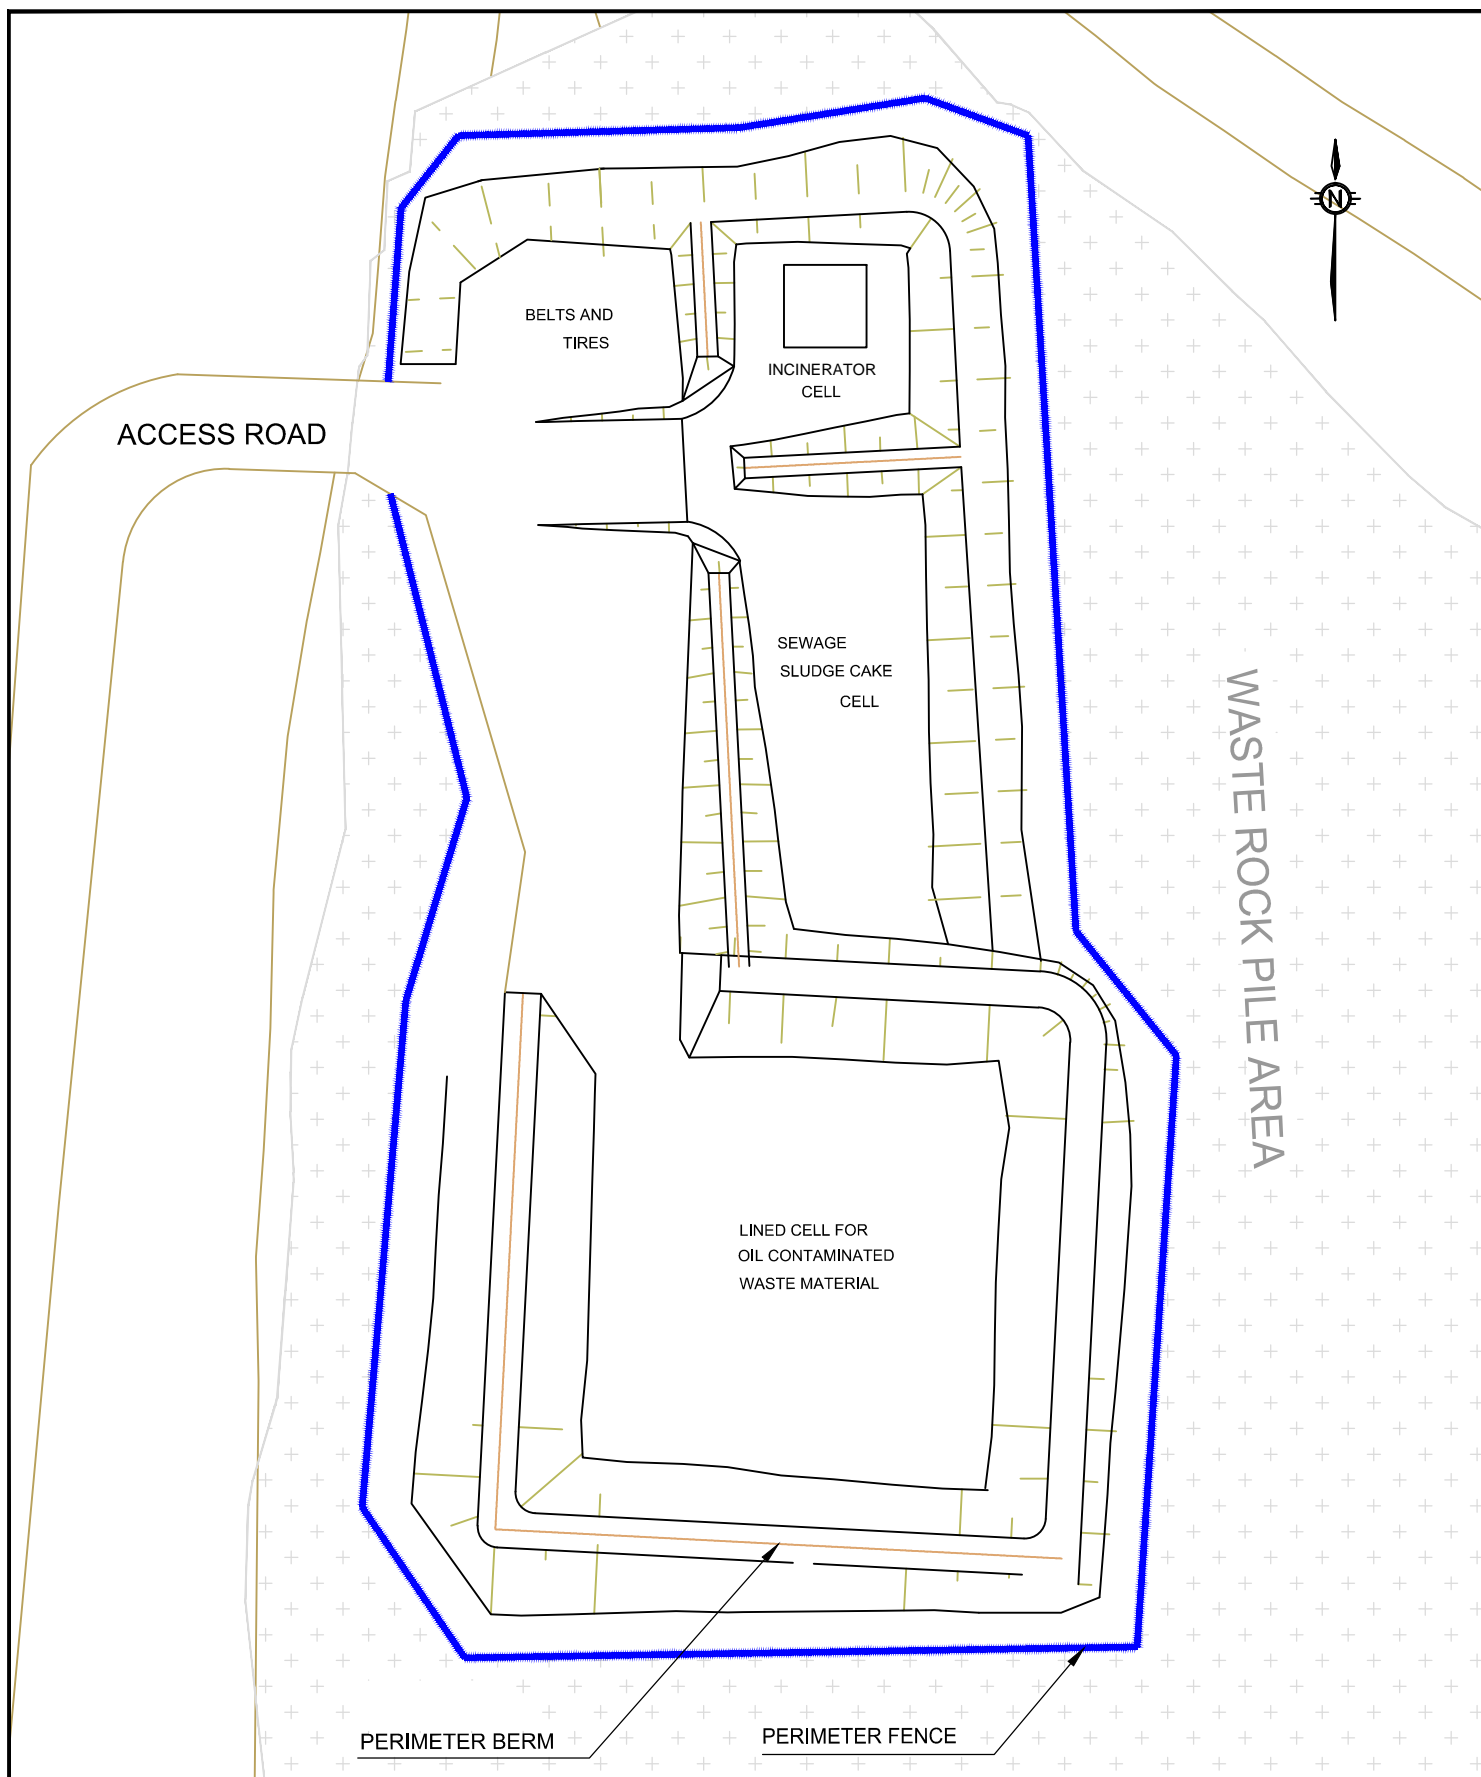 N
BELTS AND
TIRES
INCINERATOR
CELL
ACCESS ROAD
SEWAGE
SLUDGE CAKE
CELL
WASTE ROCK PILE AREA
LINED CELL FOR
OIL CONTAMINATED
WASTE MATERIAL
PERIMETER BERM
PERIMETER FENCE